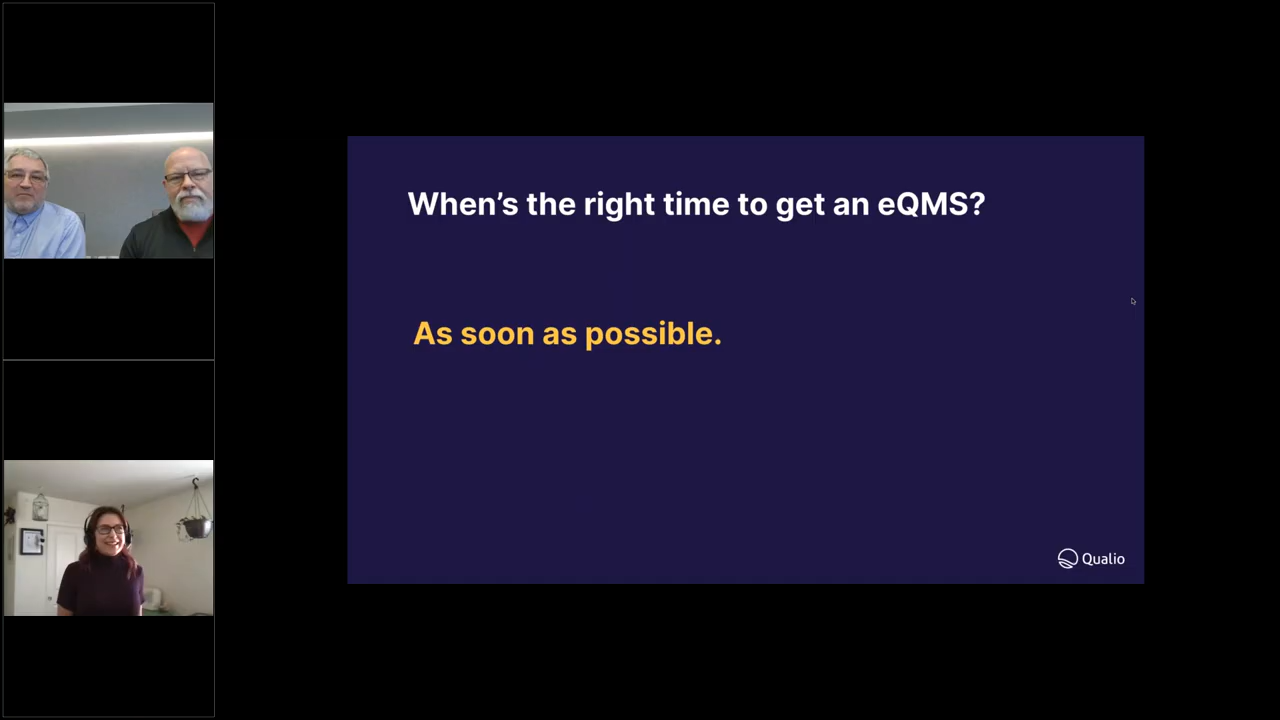 When's the right time to get an eQMS?
As soon as possible.
Qualio